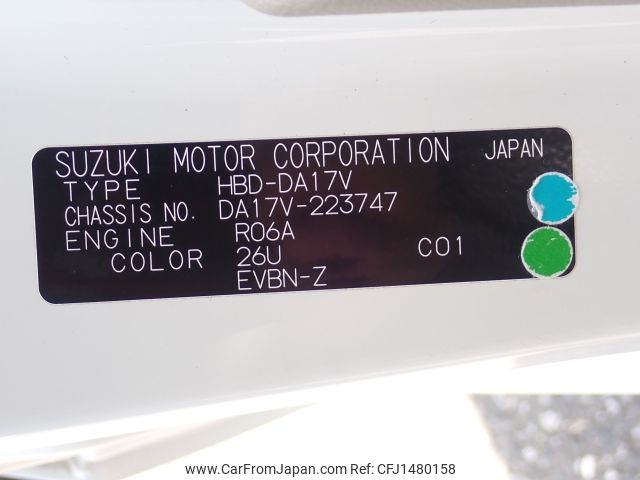 SUZUKI MOTOR CORPORATION JAPAN
TYPE HBD-DA17V
CHASSIS NO. DA17V-223747
ENGINE R06A
COLOR 26U C01
EVBN-Z
www.CarFromJapan.com CFJ1480158